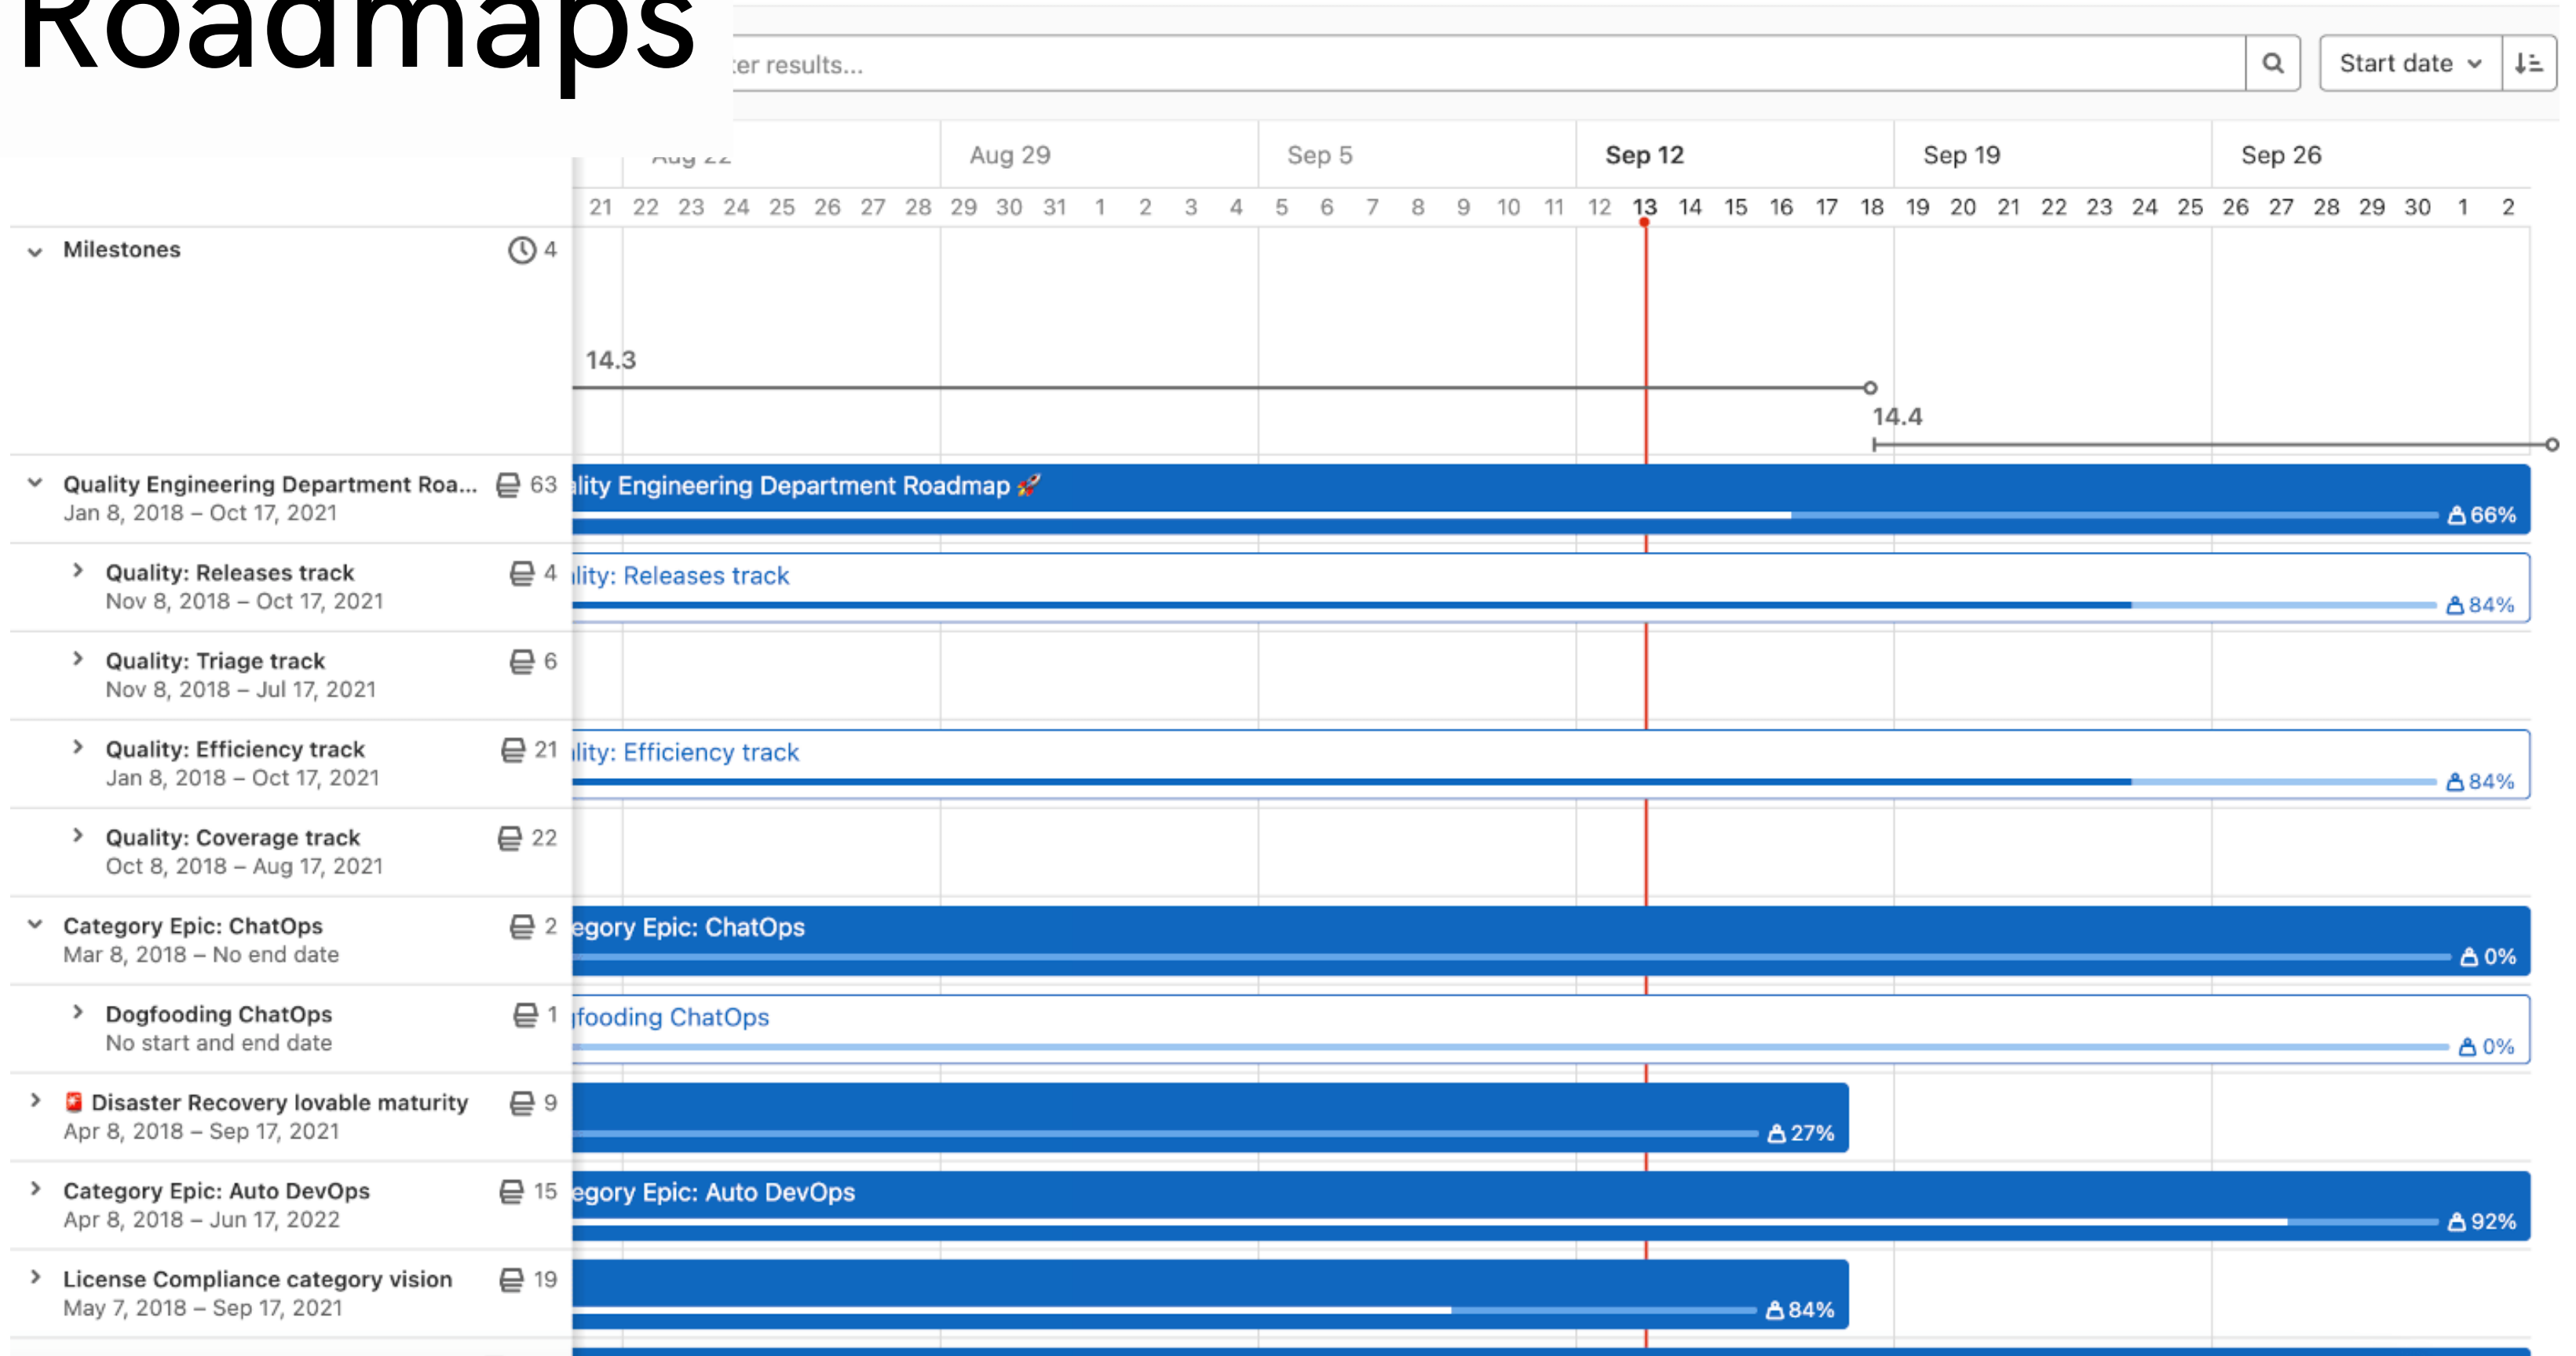 Roadmaps
ter results...
Start date
Aug 22 Aug 29 Sep 5 Sep 12 Sep 19 Sep 26
21 22 23 24 25 26 27 28 29 30 31 1 2 3 4 5 6 7 8 9 10 11 12 13 14 15 16 17 18 19 20 21 22 23 24 25 26 27 28 29 30 1 2
Milestones 4
14.3
14.4
Quality Engineering Department Roa... 63
Jan 8, 2018 – Oct 17, 2021
ality Engineering Department Roadmap 🚀
66%
Quality: Releases track 4
Nov 8, 2018 – Oct 17, 2021
lity: Releases track
84%
Quality: Triage track 6
Nov 8, 2018 – Jul 17, 2021
Quality: Efficiency track 21
Jan 8, 2018 – Oct 17, 2021
lity: Efficiency track
84%
Quality: Coverage track 22
Oct 8, 2018 – Aug 17, 2021
Category Epic: ChatOps 2
Mar 8, 2018 – No end date
egory Epic: ChatOps
0%
Dogfooding ChatOps 1
No start and end date
gfooding ChatOps
0%
🚨 Disaster Recovery lovable maturity 9
Apr 8, 2018 – Sep 17, 2021
27%
Category Epic: Auto DevOps 15
Apr 8, 2018 – Jun 17, 2022
egory Epic: Auto DevOps
92%
License Compliance category vision 19
May 7, 2018 – Sep 17, 2021
84%